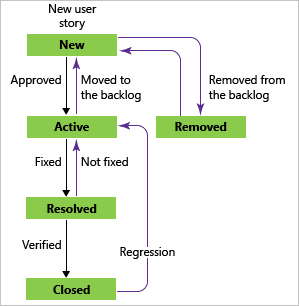 New user
story
New
Approved
Moved to
the backlog
Removed from
the backlog
Active
Removed
Fixed
Not fixed
Resolved
Verified
Regression
Closed